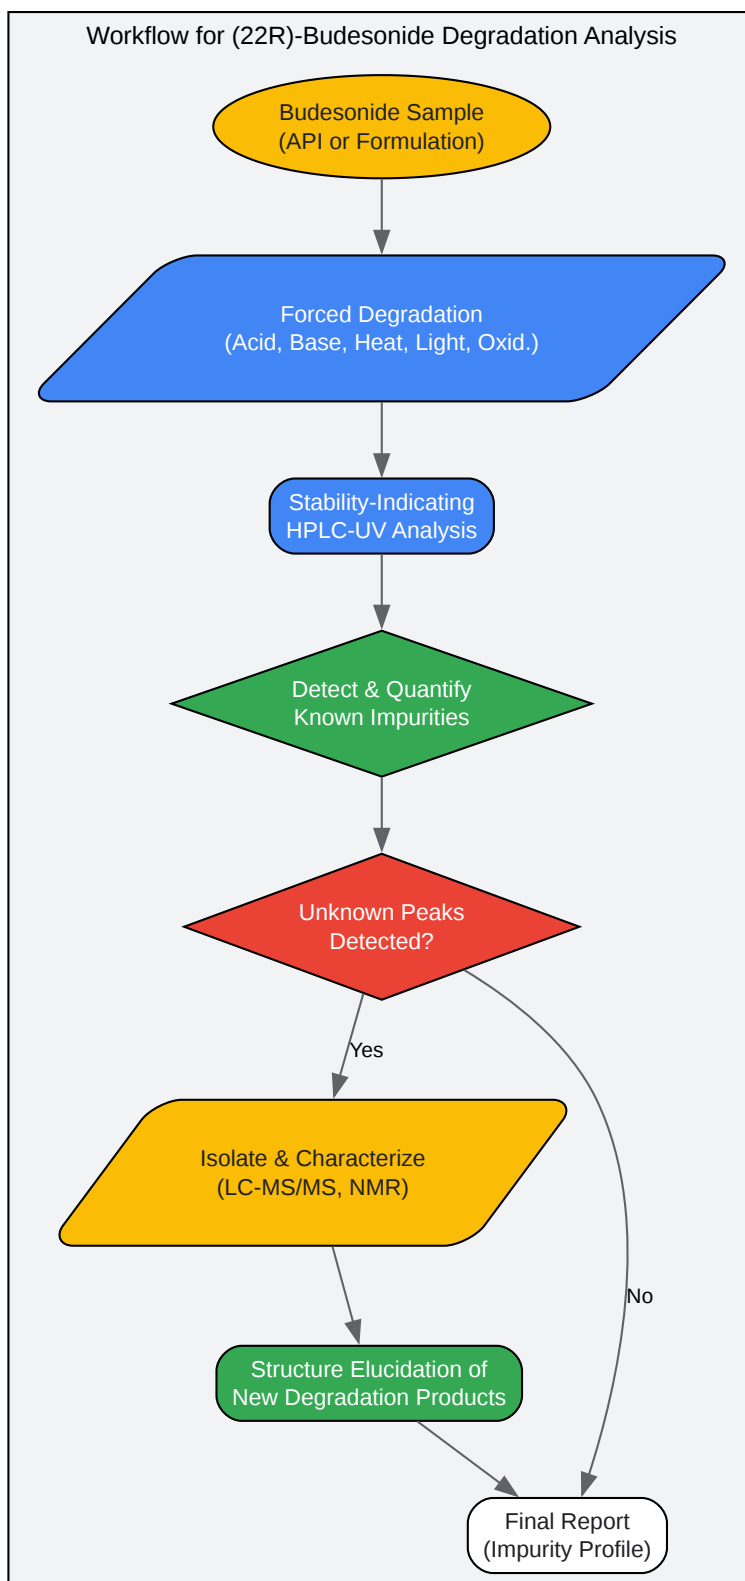 Workflow for (22R)-Budesonide Degradation Analysis
Budesonide Sample
(API or Formulation)
Forced Degradation
(Acid, Base, Heat, Light, Oxid.)
Stability-Indicating
HPLC-UV Analysis
Detect & Quantify
Known Impurities
Unknown Peaks
Detected?
Yes
Isolate & Characterize
(LC-MS/MS, NMR)
No
Structure Elucidation of
New Degradation Products
Final Report
(Impurity Profile)